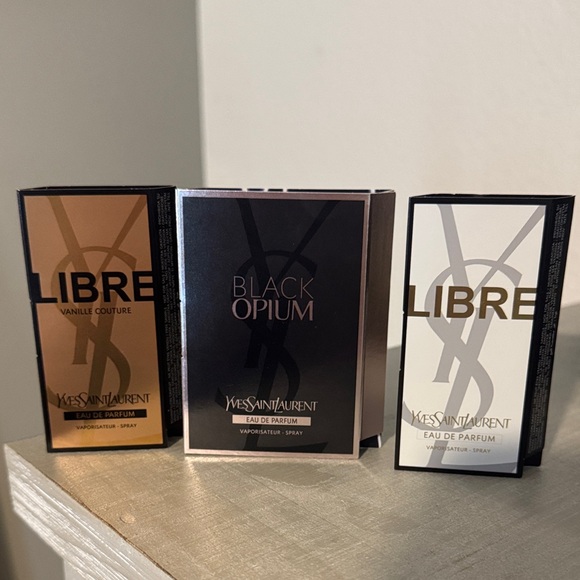 LIBRE
VANILLE COUTURE
YVESSAINTLAURENT
EAU DE PARFUM
VAPORISATEUR - SPRAY
BLACK
OPIUM
YVESSAINTLAURENT
EAU DE PARFUM
VAPORISATEUR - SPRAY
LIBRE
YVESSAINTLAURENT
EAU DE PARFUM
VAPORISATEUR - SPRAY